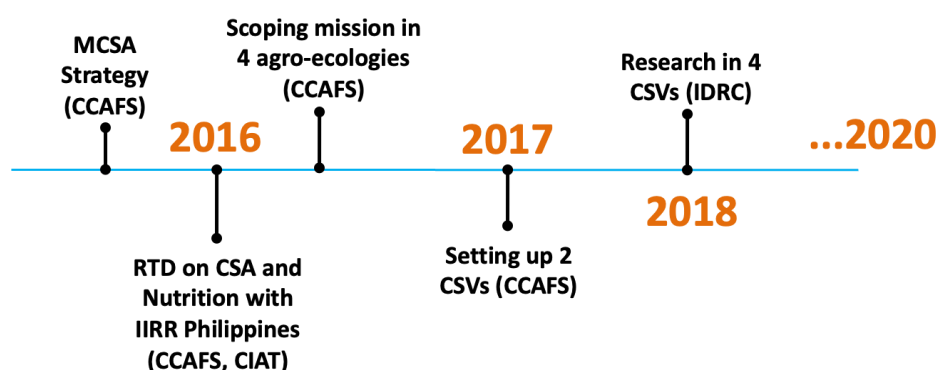 MCSA
Strategy
(CCAFS)
2016
RTD on CSA and
Nutrition with
IIRR Philippines
(CCAFS, CIAT)
Scoping mission in
4 agro-ecologies
(CCAFS)
2017
Setting up 2
CSVs (CCAFS)
Research in 4
CSVs (IDRC)
2018
...2020